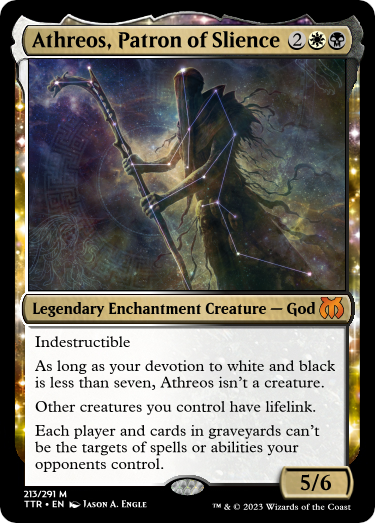 Athreos, Patron of Slience 2
Legendary Enchantment Creature — God
Indestructible
As long as your devotion to white and black
is less than seven, Athreos isn't a creature.
Other creatures you control have lifelink.
Each player and cards in graveyards can't
be the targets of spells or abilities your
opponents control.
5/6
213/291 M
TTR • EN Jason A. Engle
™ & © 2023 Wizards of the Coast